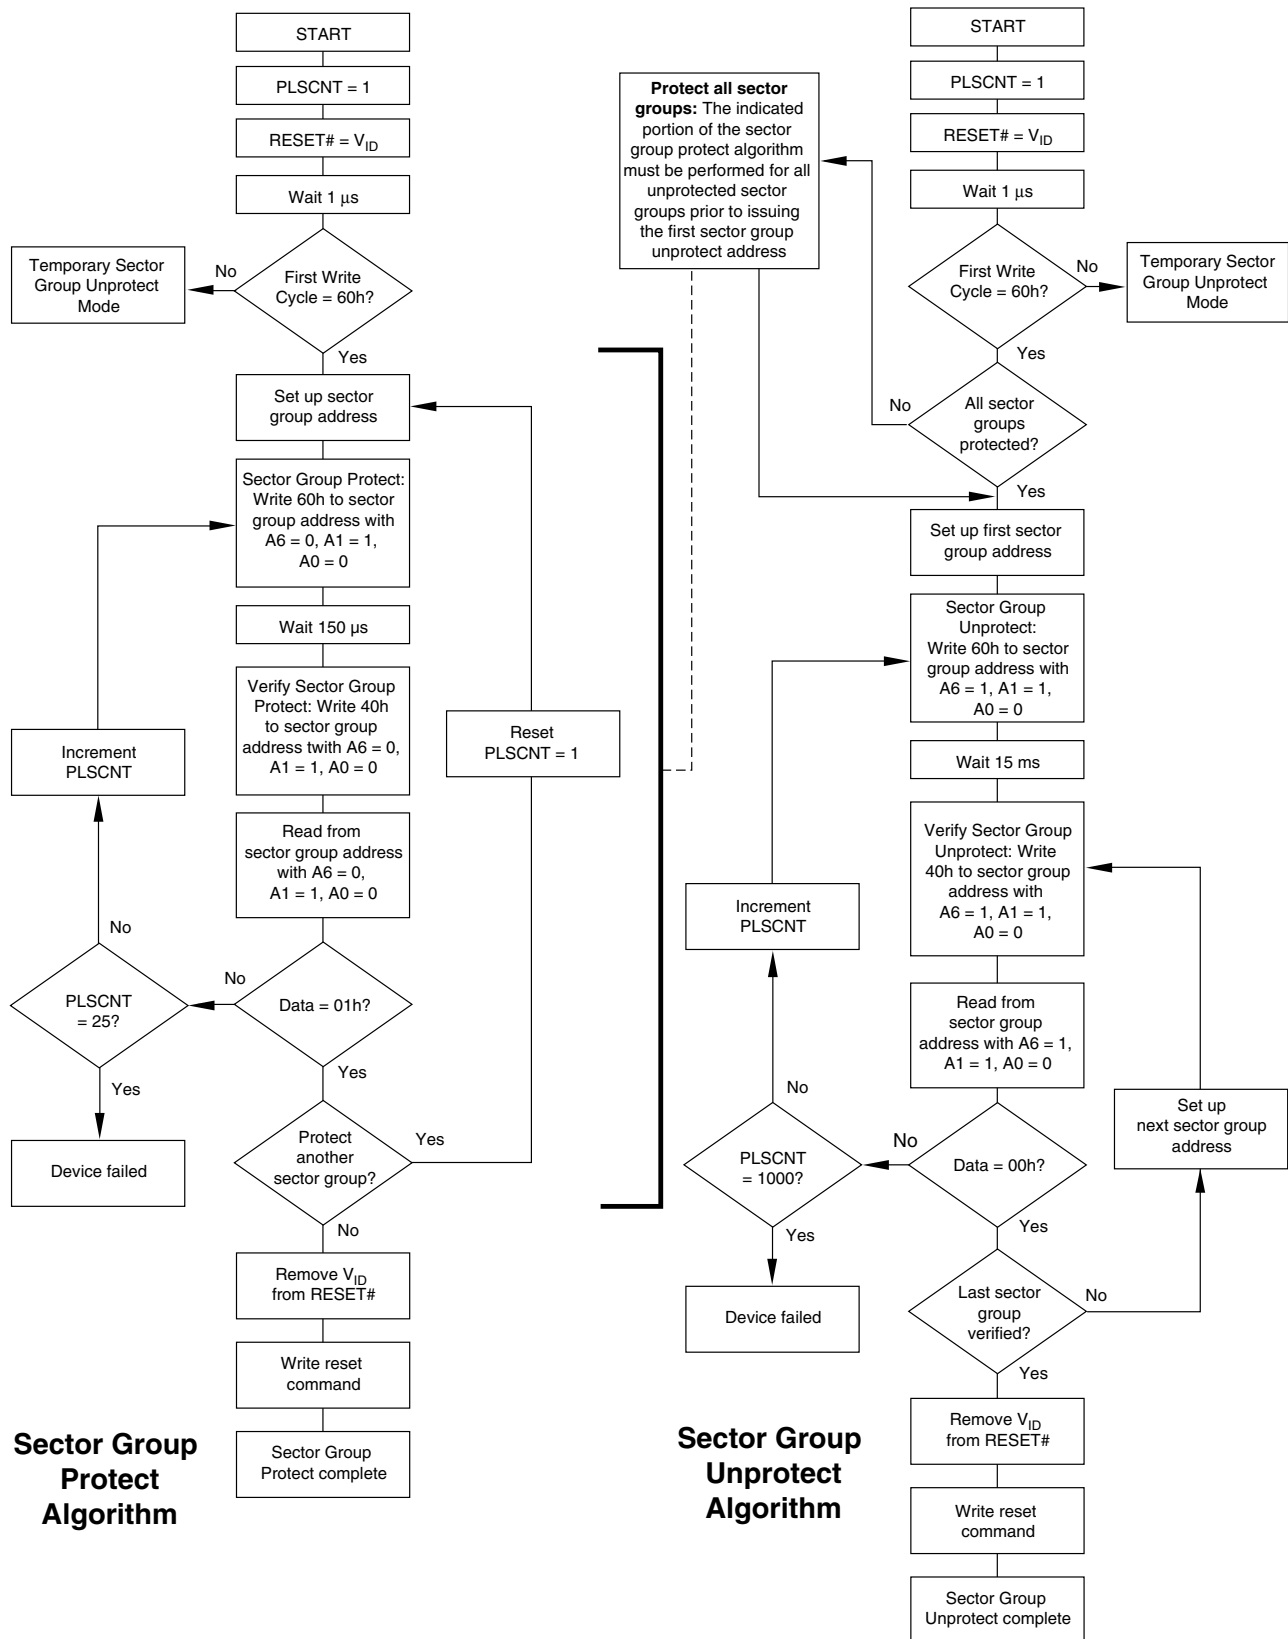 START
PLSCNT = 1
RESET# = VID
Wait 1 μs
First Write
Cycle = 60h?
No
Temporary Sector
Group Unprotect
Mode
Yes
Set up sector
group address
Sector Group Protect:
Write 60h to sector
group address with
A6 = 0, A1 = 1,
A0 = 0
Wait 150 µs
Verify Sector Group
Protect: Write 40h
to sector group
address twith A6 = 0,
A1 = 1, A0 = 0
Read from
sector group address
with A6 = 0,
A1 = 1, A0 = 0
Data = 01h?
No
PLSCNT
= 25?
No
Increment
PLSCNT
Yes
Device failed
Yes
Protect
another
sector group?
Yes
Reset
PLSCNT = 1
No
Remove VID
from RESET#
Write reset
command
Sector Group
Protect complete
Sector Group
Protect
Algorithm
Protect all sector
groups: The indicated
portion of the sector
group protect algorithm
must be performed for all
unprotected sector
groups prior to issuing
the first sector group
unprotect address
START
PLSCNT = 1
RESET# = VID
Wait 1 μs
First Write
Cycle = 60h?
No
Temporary Sector
Group Unprotect
Mode
Yes
All sector
groups
protected?
No
Yes
Set up first sector
group address
Sector Group
Unprotect:
Write 60h to sector
group address with
A6 = 1, A1 = 1,
A0 = 0
Wait 15 ms
Verify Sector Group
Unprotect: Write
40h to sector group
address with
A6 = 1, A1 = 1,
A0 = 0
Read from
sector group
address with A6 = 1,
A1 = 1, A0 = 0
Data = 00h?
No
PLSCNT
= 1000?
No
Increment
PLSCNT
Yes
Device failed
Yes
Last sector
group
verified?
No
Set up
next sector group
address
Yes
Remove VID
from RESET#
Write reset
command
Sector Group
Unprotect complete
Sector Group
Unprotect
Algorithm